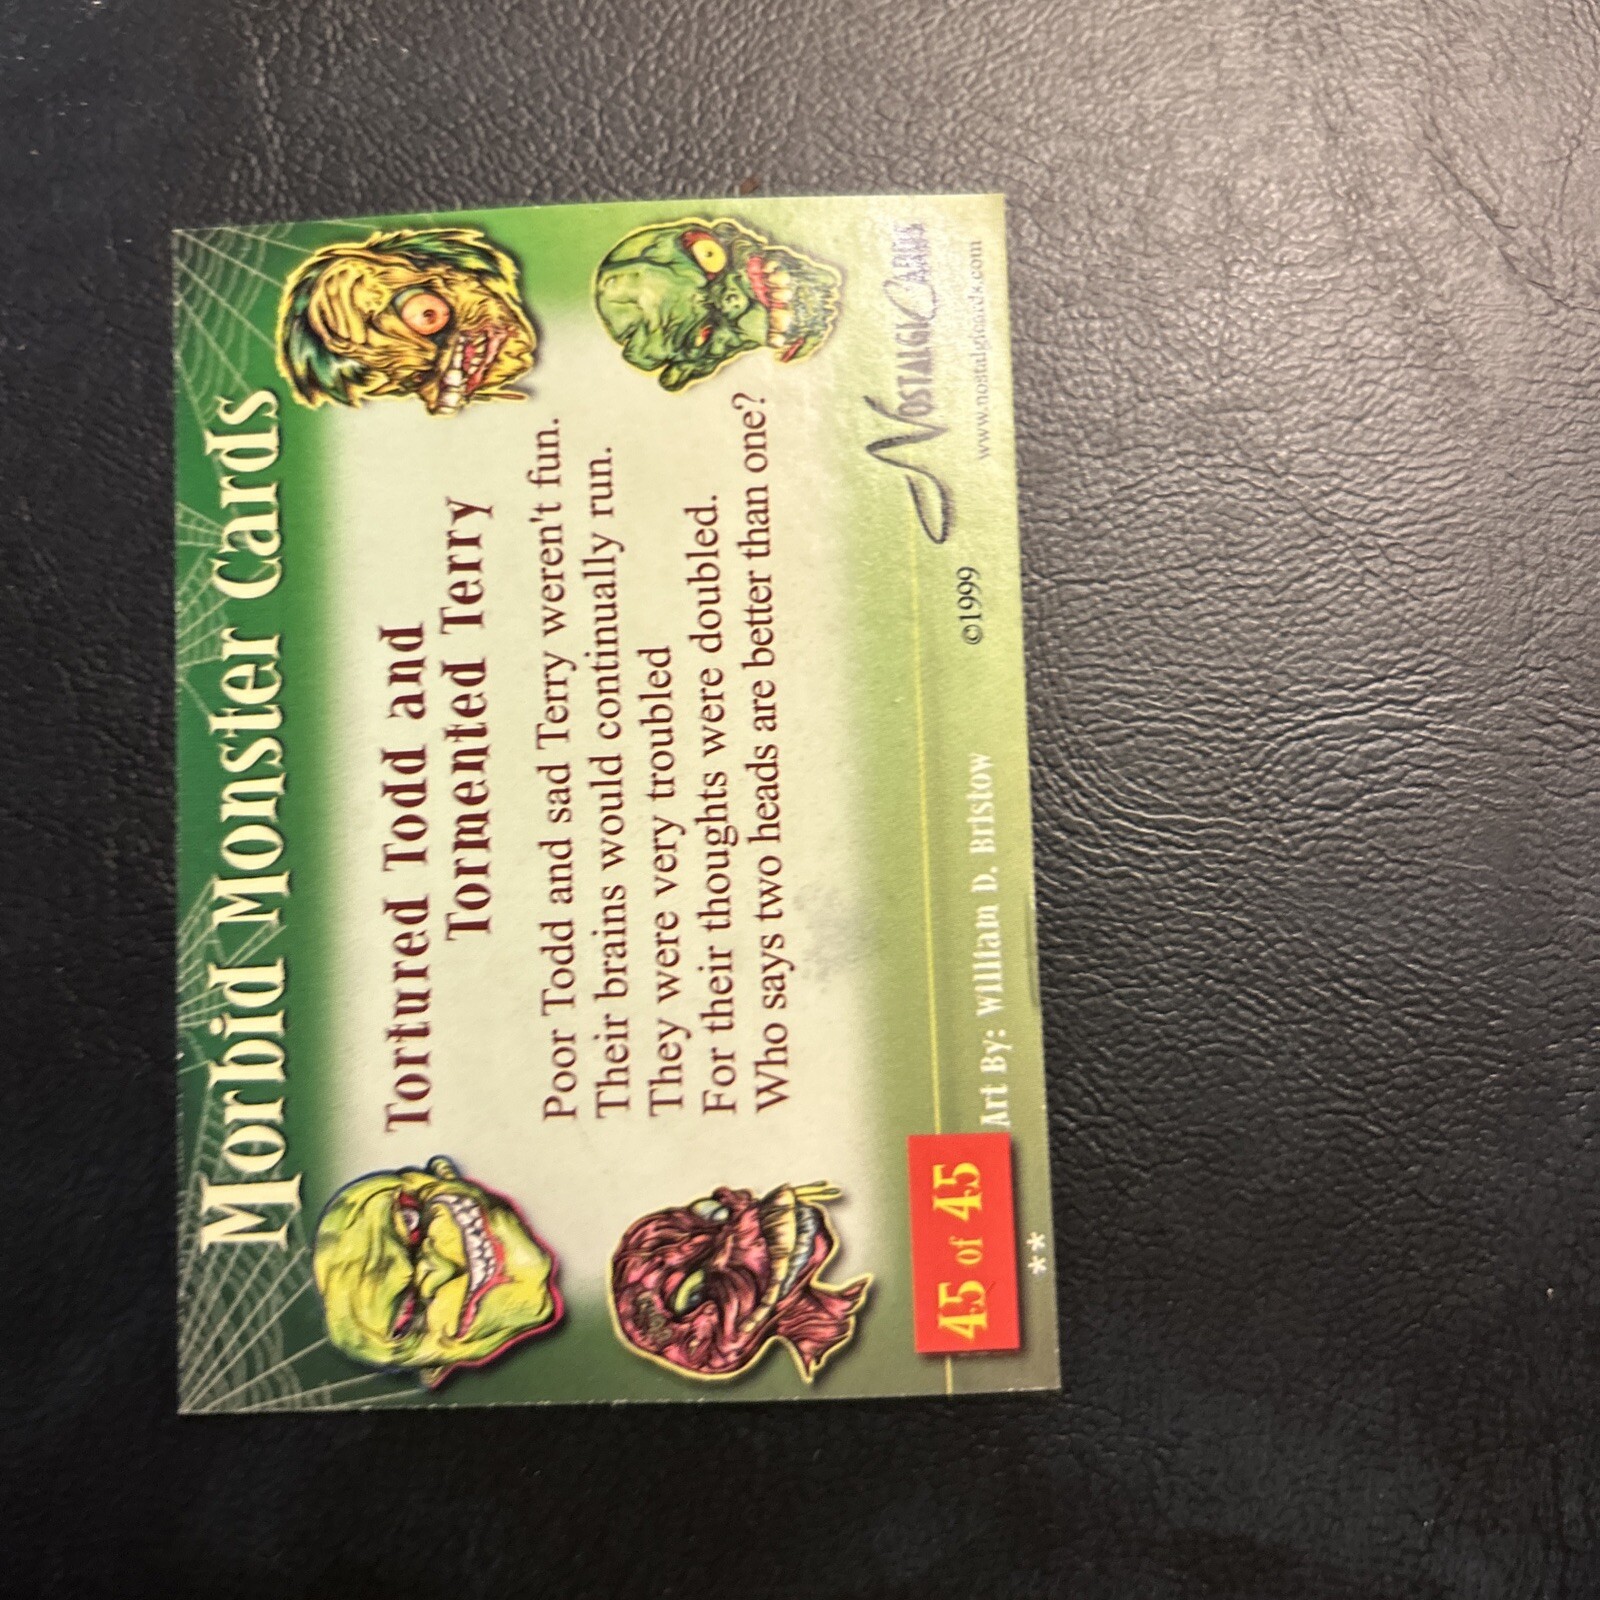 Morbid Monster Cards
Tortured Todd and
Tormented Terry
Poor Todd and sad Terry weren't fun.
Their brains would continually run.
They were very troubled
For their thoughts were doubled.
Who says two heads are better than one?
45 of 45
Art By: William D. Bristow
©1999
NostalgiCards
www.nostalgicards.com
**